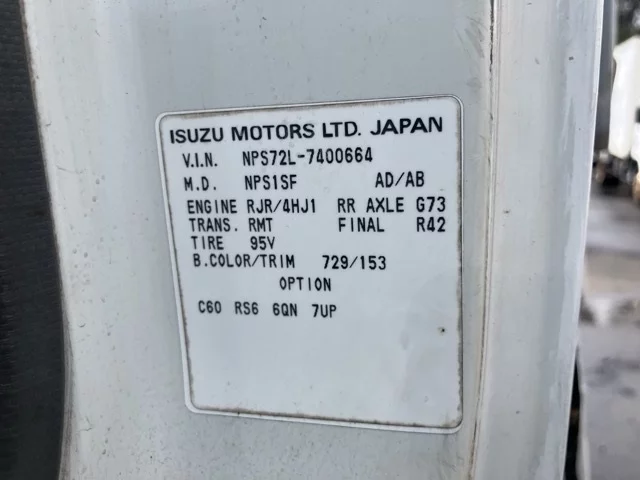 ISUZU MOTORS LTD. JAPAN
V.I.N. NPS72L-7400664
M.D. NPS1SF AD/AB
ENGINE RJR/4HJ1 RR AXLE G73
TRANS. RMT FINAL R42
TIRE 95V
B.COLOR/TRIM 729/153
OPTION
C60 RS6 6QN 7UP